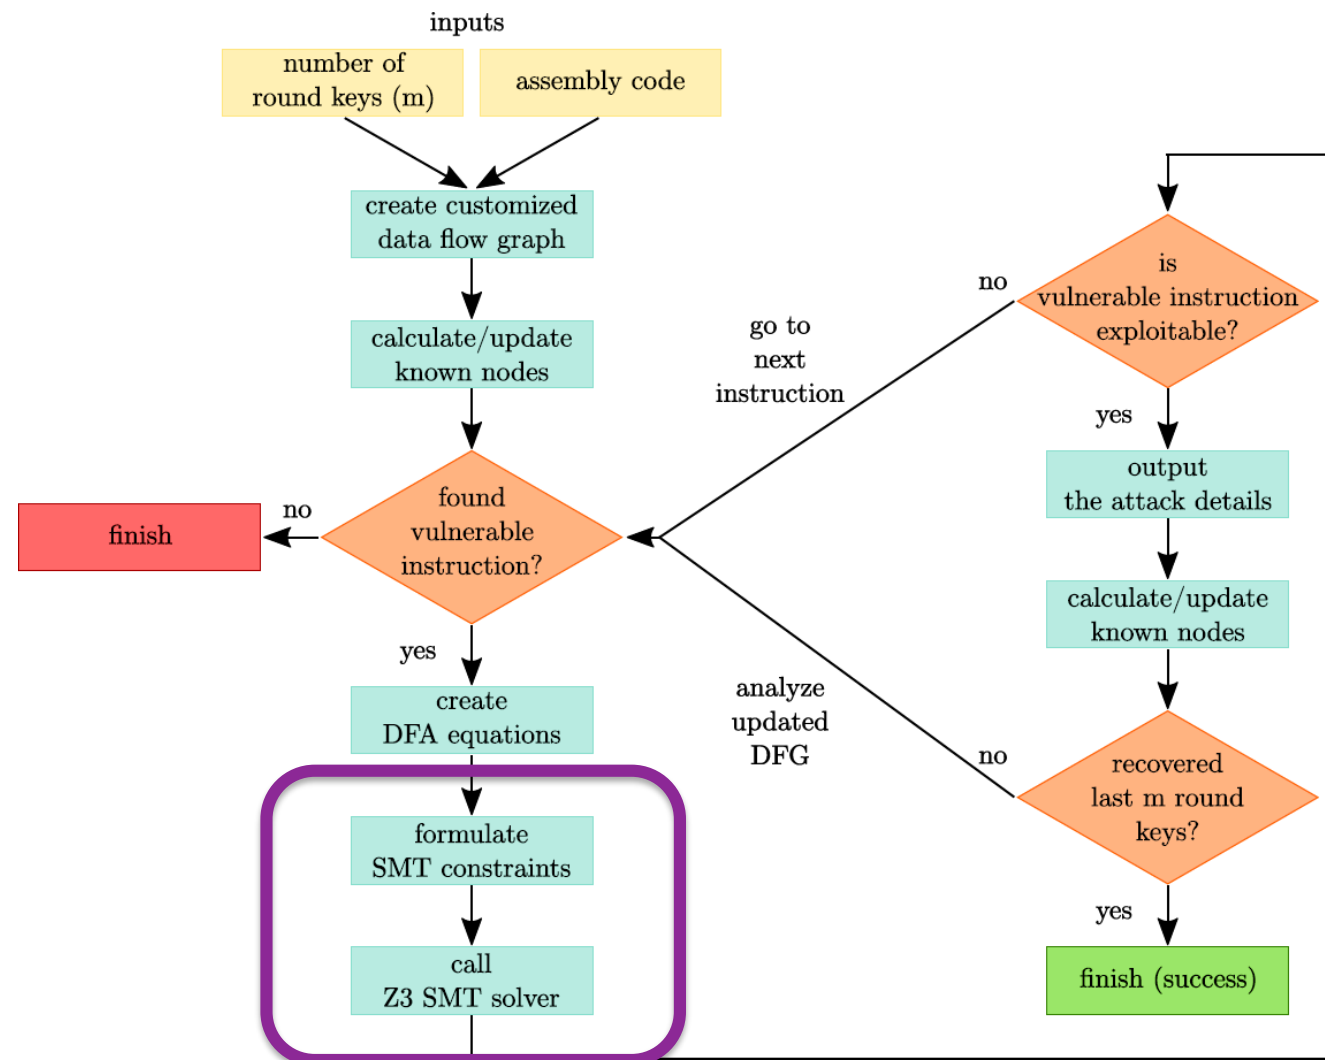 inputs
number of
round keys (m)
assembly code
create customized
data flow graph
calculate/update
known nodes
found
vulnerable
instruction?
no
finish
yes
create
DFA equations
formulate
SMT constraints
call
Z3 SMT solver
go to
next
instruction
analyze
updated
DFG
is
vulnerable instruction
exploitable?
no
yes
output
the attack details
calculate/update
known nodes
recovered
last m round
keys?
no
yes
finish (success)